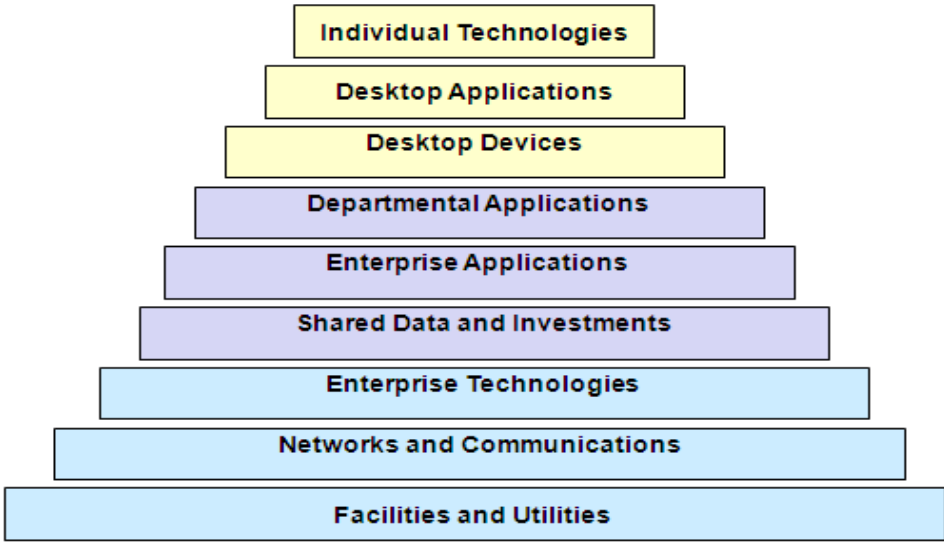 Individual Technologies
Desktop Applications
Desktop Devices
Departmental Applications
Enterprise Applications
Shared Data and Investments
Enterprise Technologies
Networks and Communications
Facilities and Utilities